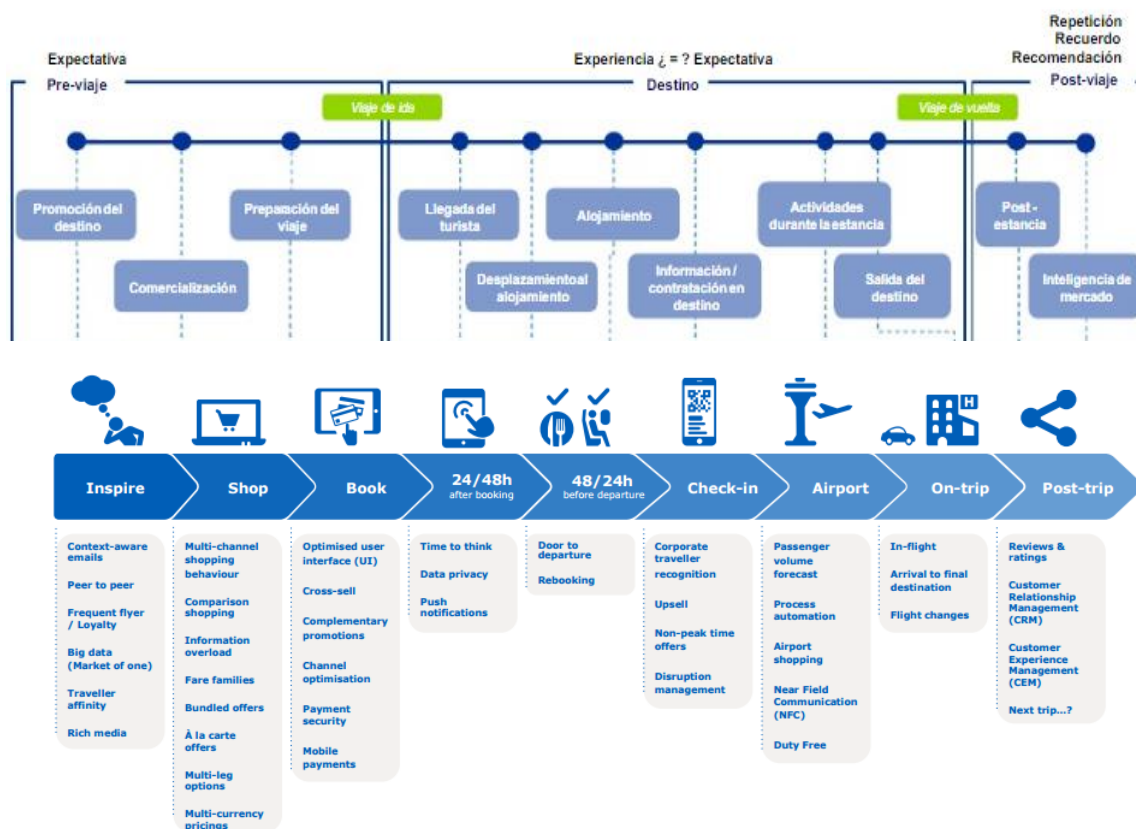 Expectativa
Experiencia ¿ = ? Expectativa
Repetición
Recuerdo
Recomendación
Pre-viaje
Destino
Post-viaje
Viaje de ida
Viaje de vuelta
Promoción del
destino
Comercialización
Preparación del
viaje
Llegada del
turista
Desplazamiento al
alojamiento
Alojamiento
Información /
contratación en
destino
Actividades
durante la estancia
Salida del
destino
Post -
estancia
Inteligencia de
mercado
H
Inspire
Shop
Book
24/48h
after booking
48/24h
before departure
Check-in
Airport
On-trip
Post-trip
Context-aware
emails
Peer to peer
Frequent flyer
/ Loyalty
Big data
(Market of one)
Traveller
affinity
Rich media
Multi-channel
shopping
behaviour
Comparison
shopping
Information
overload
Fare families
Bundled offers
À la carte
offers
Multi-leg
options
Multi-currency
pricings
Optimised user
interface (UI)
Cross-sell
Complementary
promotions
Channel
optimisation
Payment
security
Mobile
payments
Time to think
Data privacy
Push
notifications
Door to
departure
Rebooking
Corporate
traveller
recognition
Upsell
Non-peak time
offers
Disruption
management
Passenger
volume
forecast
Process
automation
Airport
shopping
Near Field
Communication
(NFC)
Duty Free
In-flight
Arrival to final
destination
Flight changes
Reviews &
ratings
Customer
Relationship
Management
(CRM)
Customer
Experience
Management
(CEM)
Next trip...?